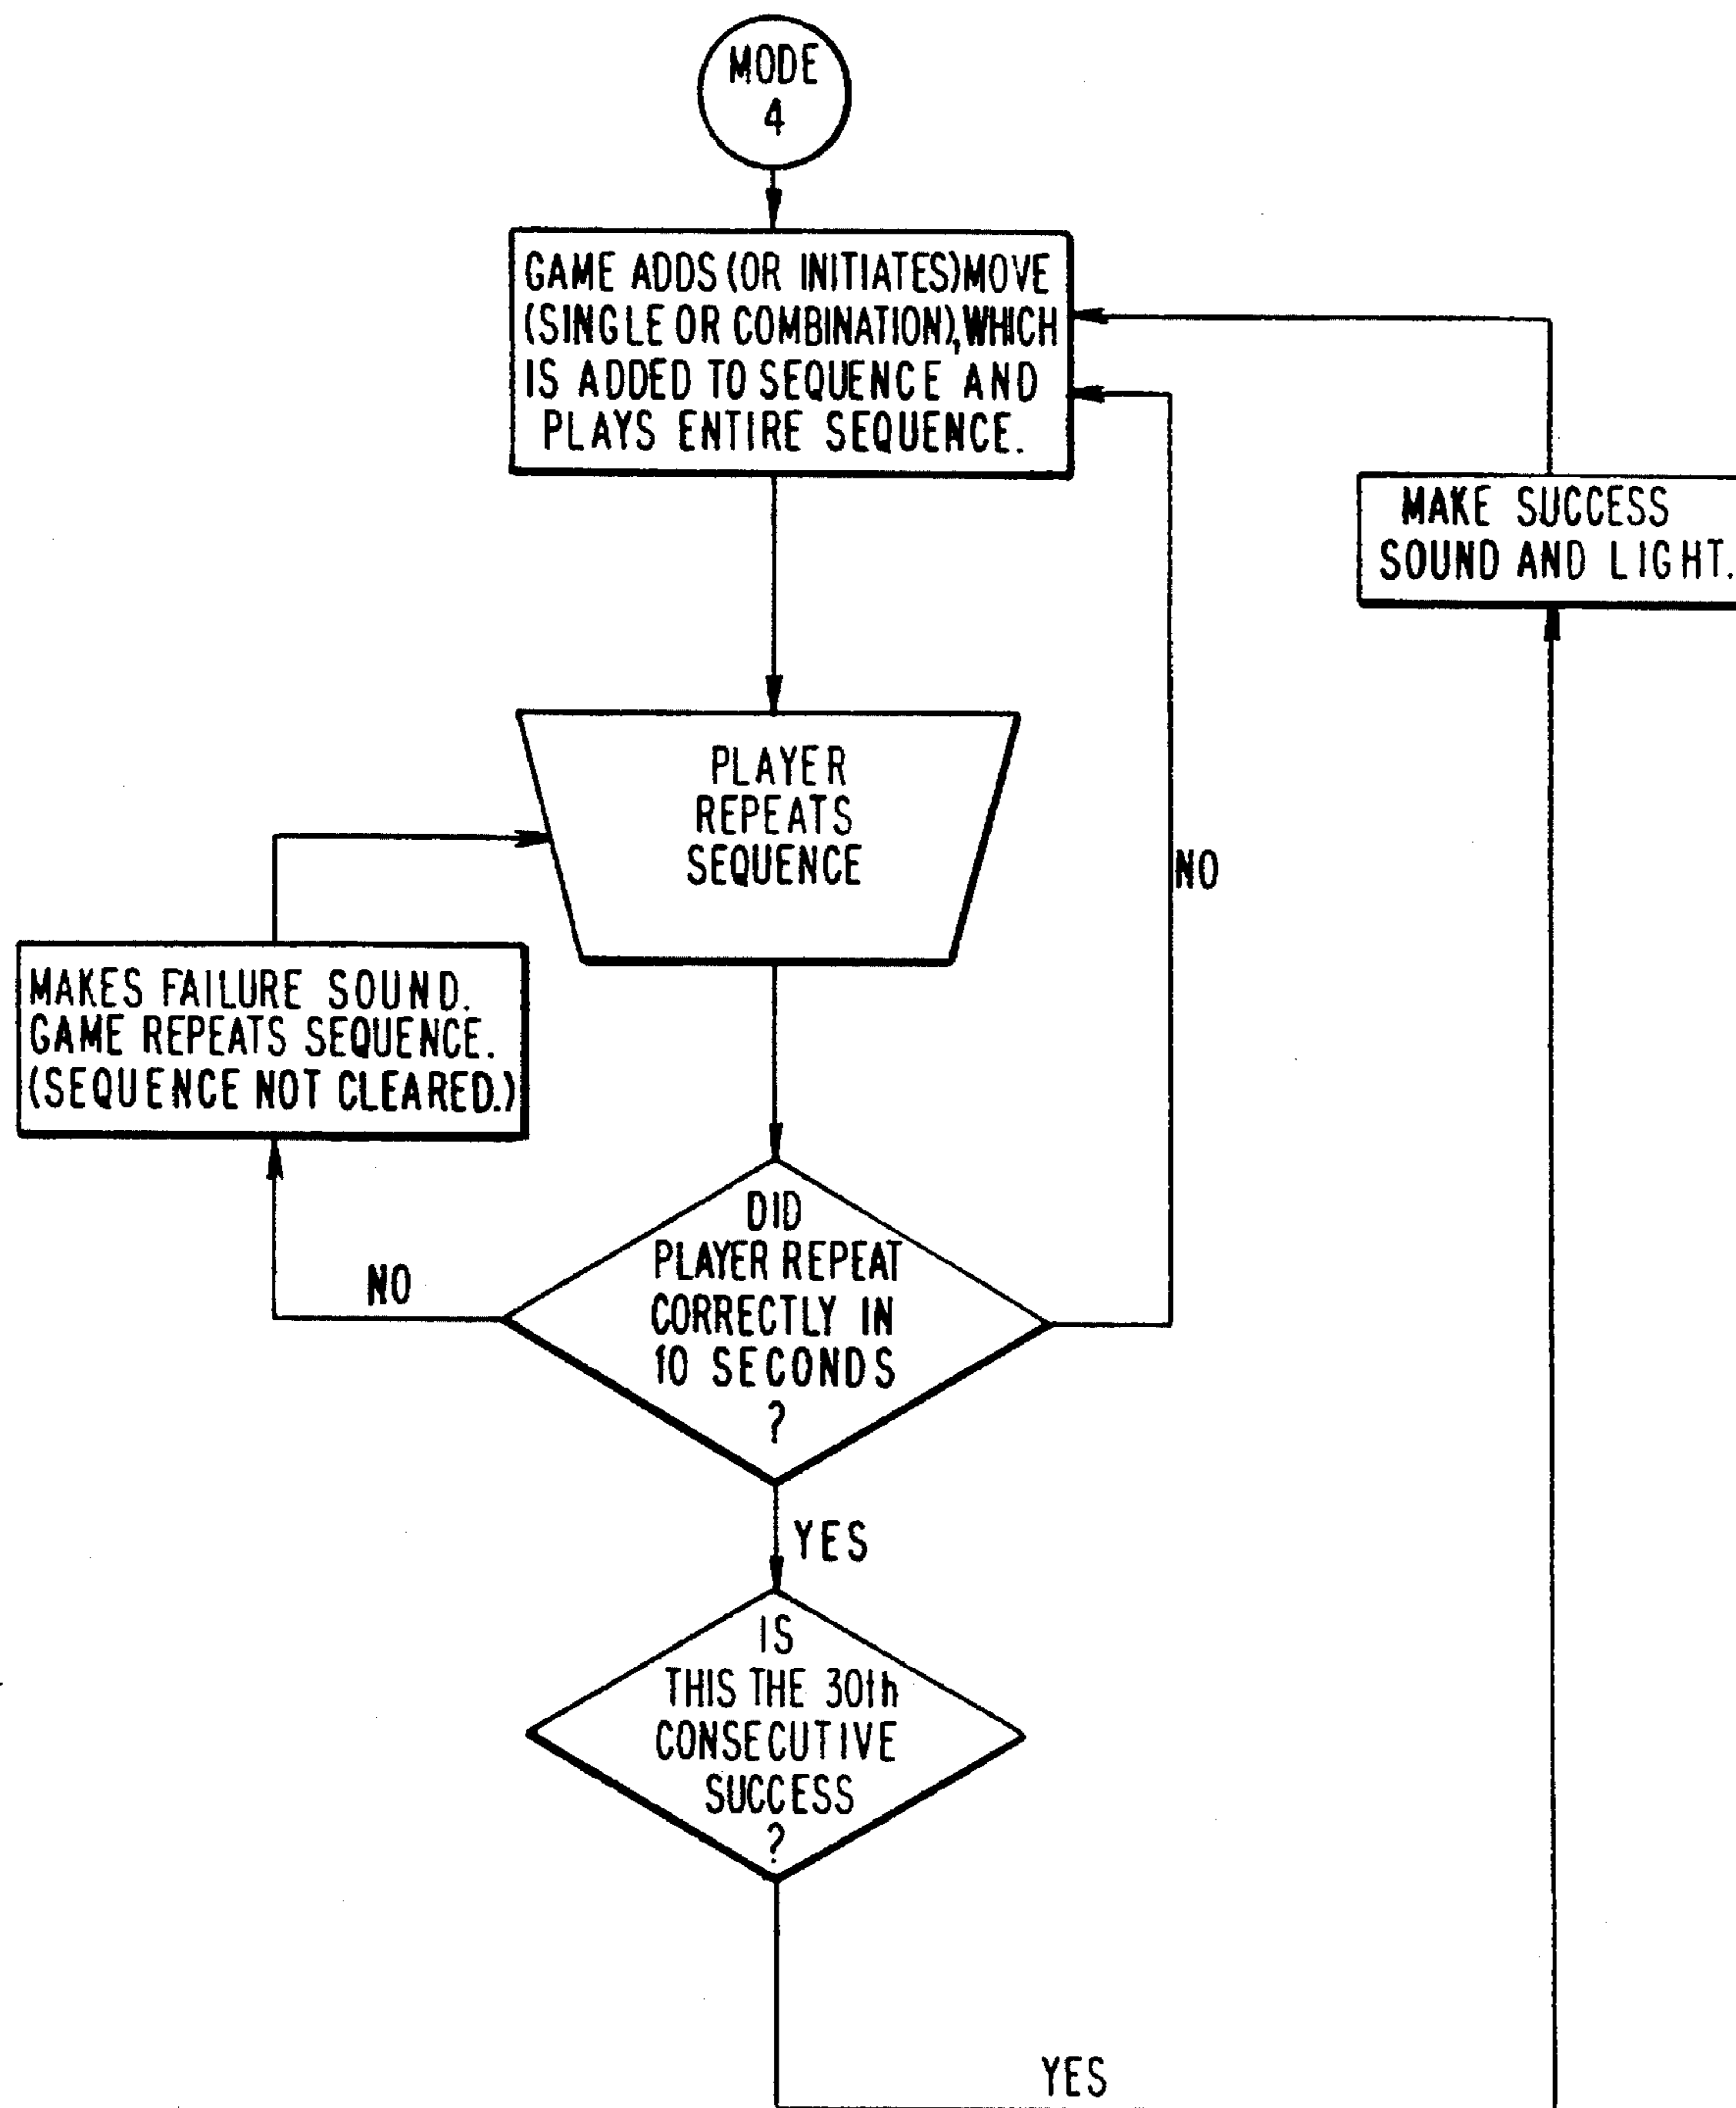 MODE
4
GAME ADDS (OR INITIATES) MOVE
(SINGLE OR COMBINATION), WHICH
IS ADDED TO SEQUENCE AND
PLAYS ENTIRE SEQUENCE.
MAKE SUCCESS
SOUND AND LIGHT.
PLAYER
REPEATS
SEQUENCE
NO
MAKES FAILURE SOUND.
GAME REPEATS SEQUENCE.
(SEQUENCE NOT CLEARED.)
NO
DID
PLAYER REPEAT
CORRECTLY IN
10 SECONDS
?
YES
IS
THIS THE 30th
CONSECUTIVE
SUCCESS
?
YES